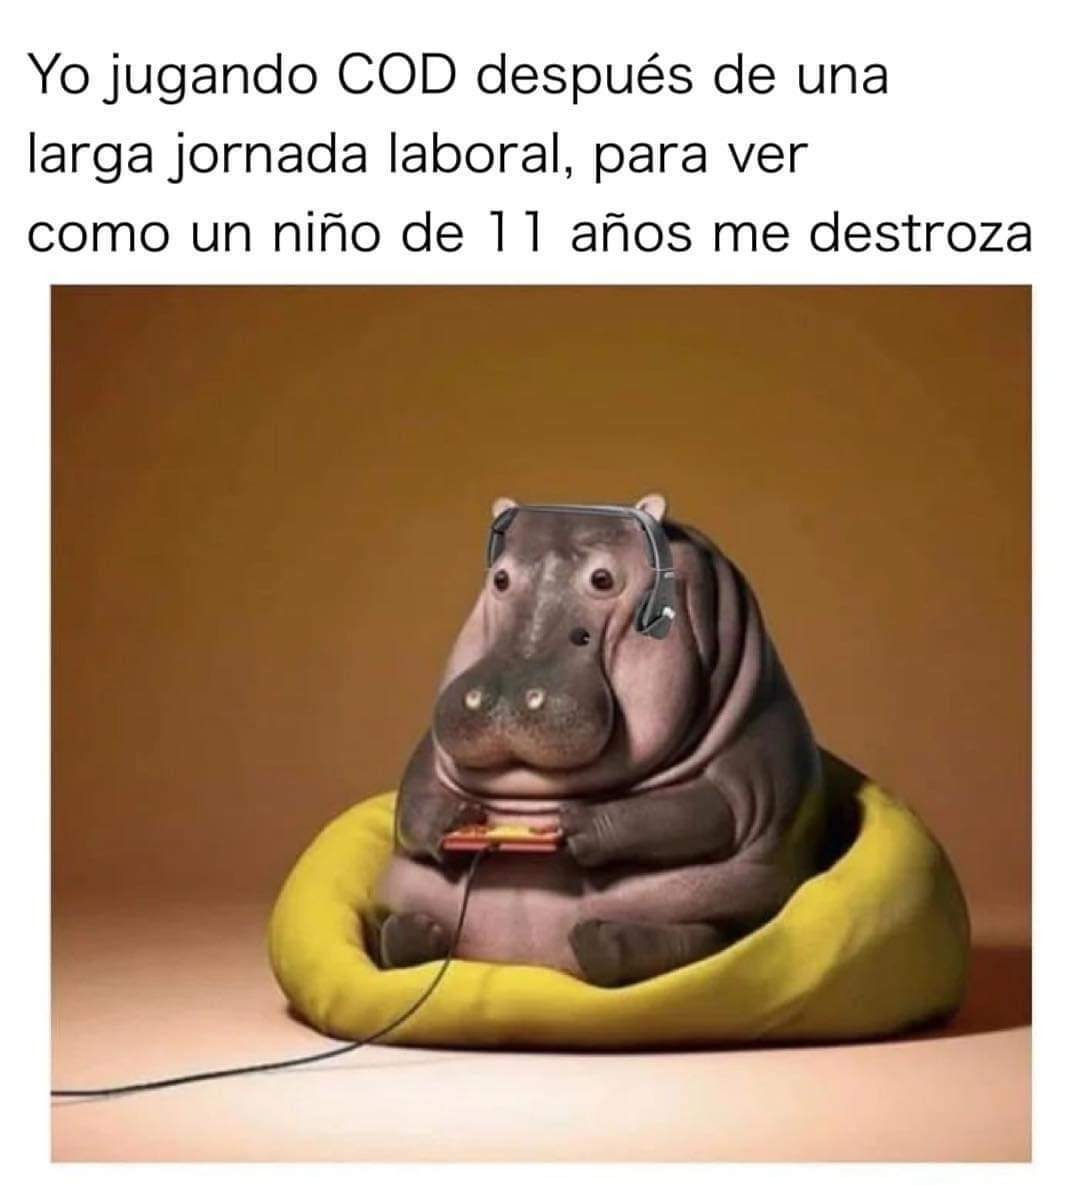 Yo jugando COD después de una
larga jornada laboral, para ver
como un niño de 11 años me destroza